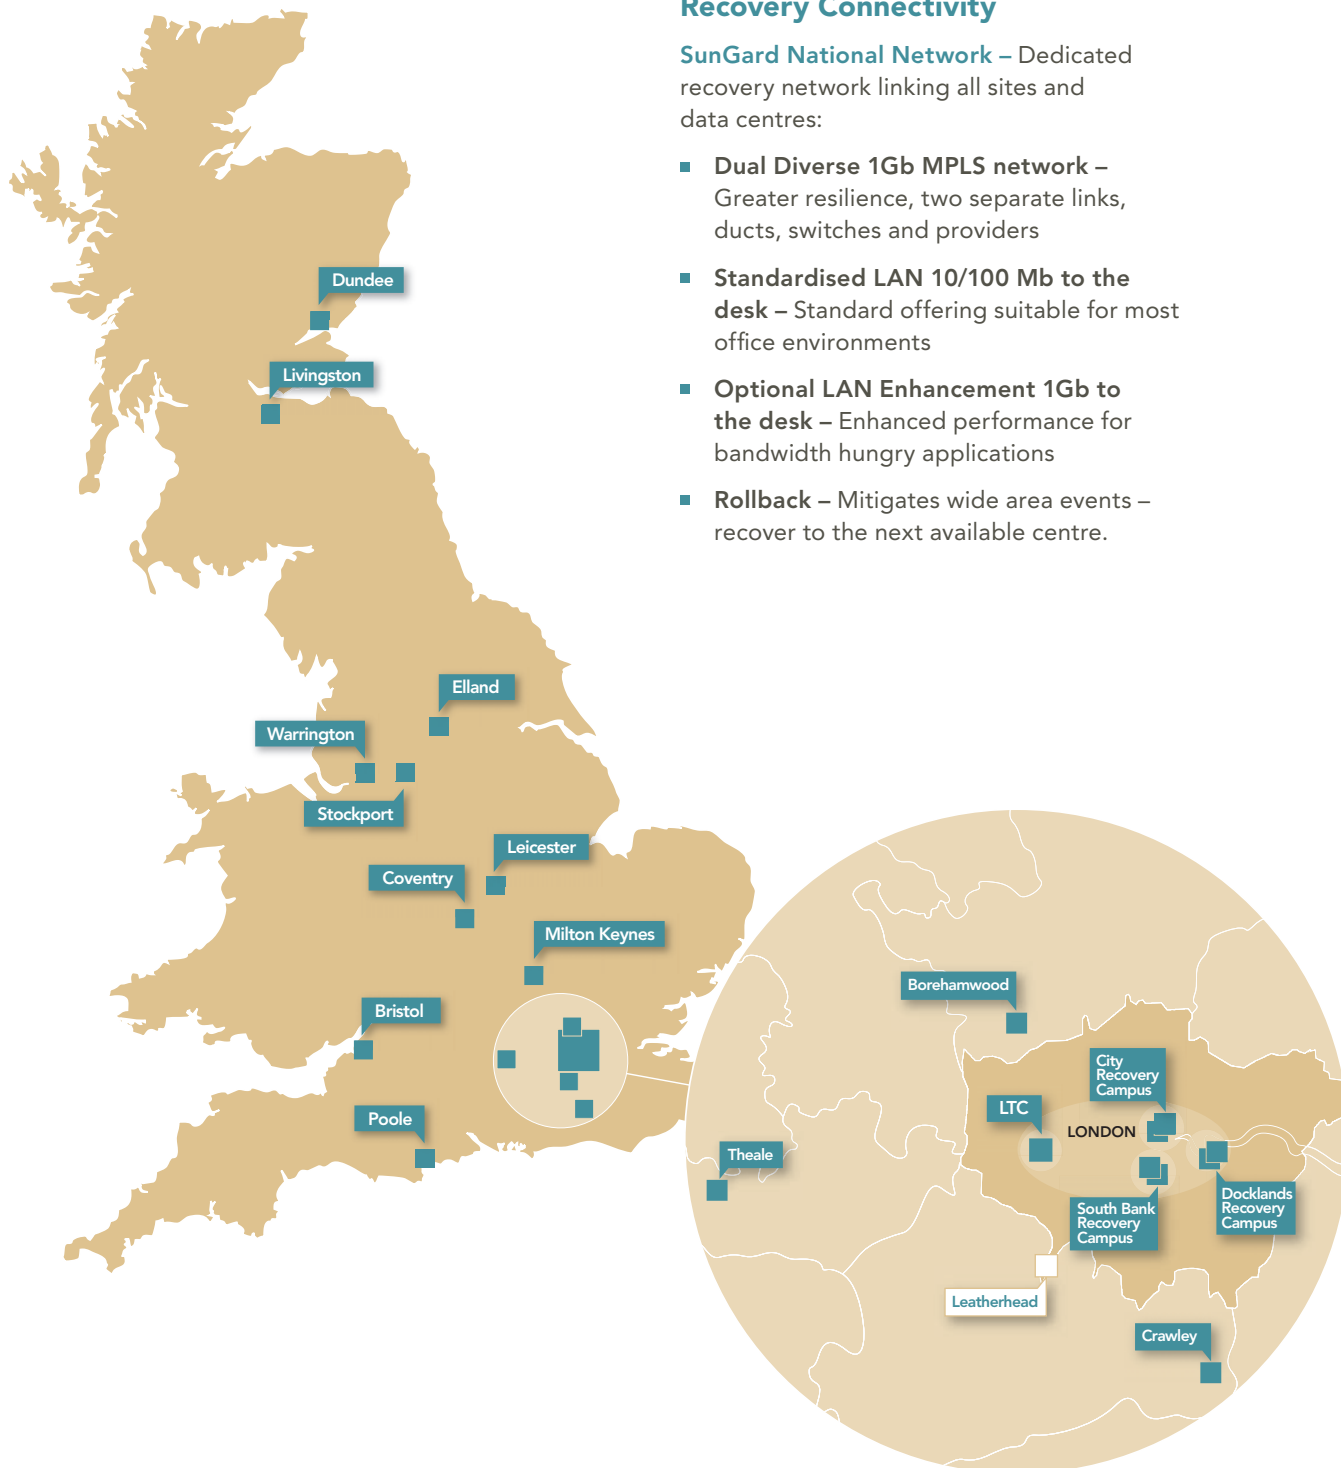 Recovery Connectivity
SunGard National Network – Dedicated
recovery network linking all sites and
data centres:
Dual Diverse 1Gb MPLS network –
Greater resilience, two separate links,
ducts, switches and providers
Standardised LAN 10/100 Mb to the
desk – Standard offering suitable for most
office environments
Optional LAN Enhancement 1Gb to
the desk – Enhanced performance for
bandwidth hungry applications
Rollback – Mitigates wide area events –
recover to the next available centre.
Dundee
Livingston
Elland
Warrington
Stockport
Leicester
Coventry
Milton Keynes
Bristol
Poole
Borehamwood
City
Recovery
Campus
LTC
LONDON
Theale
South Bank
Recovery
Campus
Docklands
Recovery
Campus
Leatherhead
Crawley